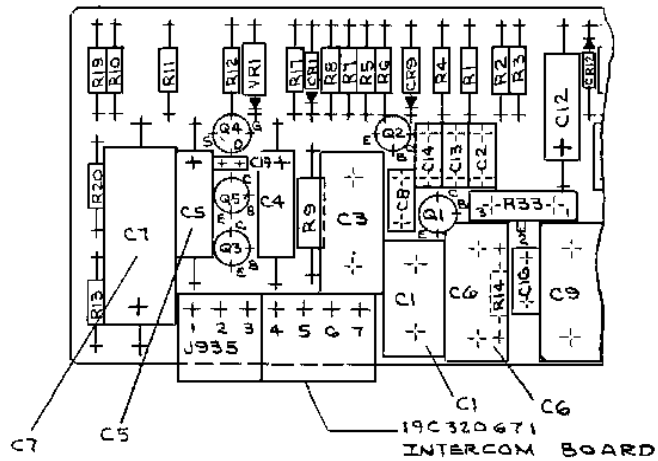 R19 R10 R11 R12 VR1 R17 CR1 R8 R7 R5 R6 CR9 R4 R1 R2 R3 C12 CR12
Q4 S D G Q2 E B C
C14 C13 C2
R20 C5 C19 Q5 C B E C4 R9 C3 C8 Q1 C B E 3 R33 1
C7 Q3 C B E
R13 C1 C6 R14 C16 C9
1 2 3 4 5 6 7
J935
C7 C5 C1 C6
19C320671
INTERCOM BOARD